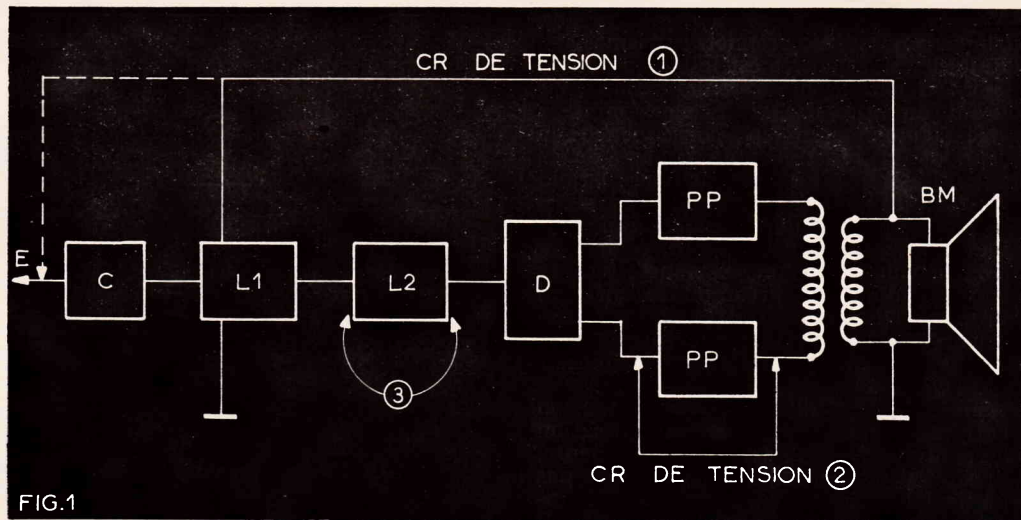 CR DE TENSION ①
E
C
L1
L2
D
PP
PP
BM
③
CR DE TENSION ②
FIG.1